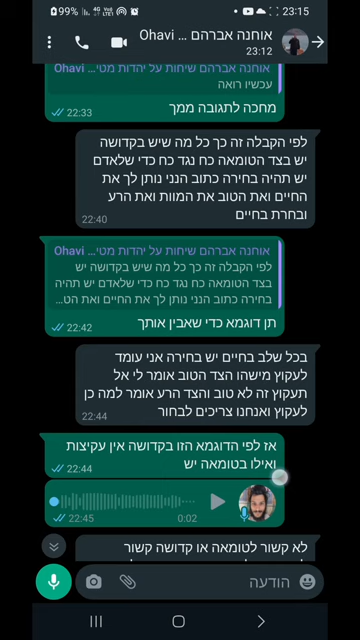 99% 4G Vo) LTE1 23:15
אוחנה אברהם Ohavi ...
23:12
אוחנה אברהם שיחות על יהדות מטי... Ohavi
עכשיו רואה
מחכה לתגובה ממך
22:33
לפי הקבלה זה כך כל מה שיש בקדושה
יש בצד הטומאה כח נגד כח כדי שלאדם
יש תהיה בחירה כתוב הנני נותן לך את
החיים ואת הטוב את המוות ואת הרע
ובחרת בחיים
22:40
אוחנה אברהם שיחות על יהדות מטי... Ohavi
לפי הקבלה זה כך כל מה שיש בקדושה יש
בצד הטומאה כח נגד כח כדי שלאדם יש תהיה
בחירה כתוב הנני נותן לך את החיים ואת הט...
תן דוגמא כדי שאבין אותך
22:42
בכל שלב בחיים יש בחירה אני עומד
לעקוץ מישהו הצד הטוב אומר לי אל
תעקוץ זה לא טוב והצד הרע אומר למה כן
לעקוץ ואנחנו צריכים לבחור
22:44
אז לפי הדוגמא הזו בקדושה אין עקיצות
ואילו בטומאה יש
22:44
0:02
22:45
לא קשור לטומאה או קדושה קשור
הודעה